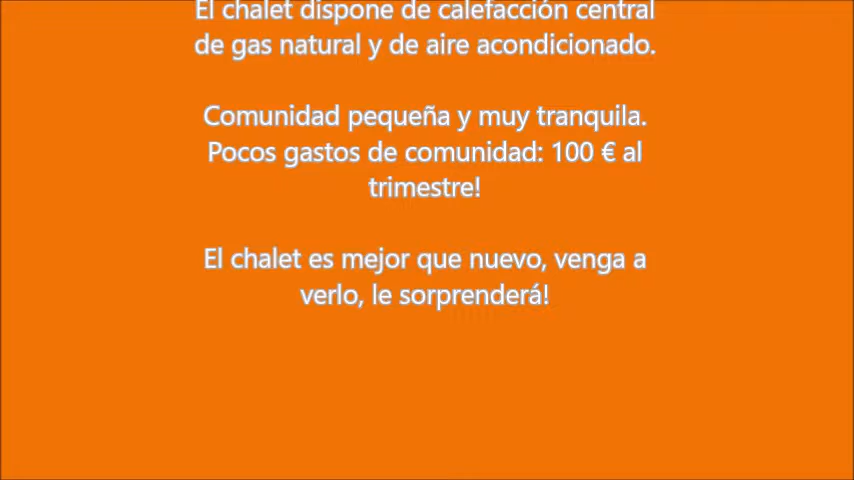 El chalet dispone de calefacción central
de gas natural y de aire acondicionado.
Comunidad pequeña y muy tranquila.
Pocos gastos de comunidad: 100 € al
trimestre!
El chalet es mejor que nuevo, venga a
verlo, le sorprenderá!